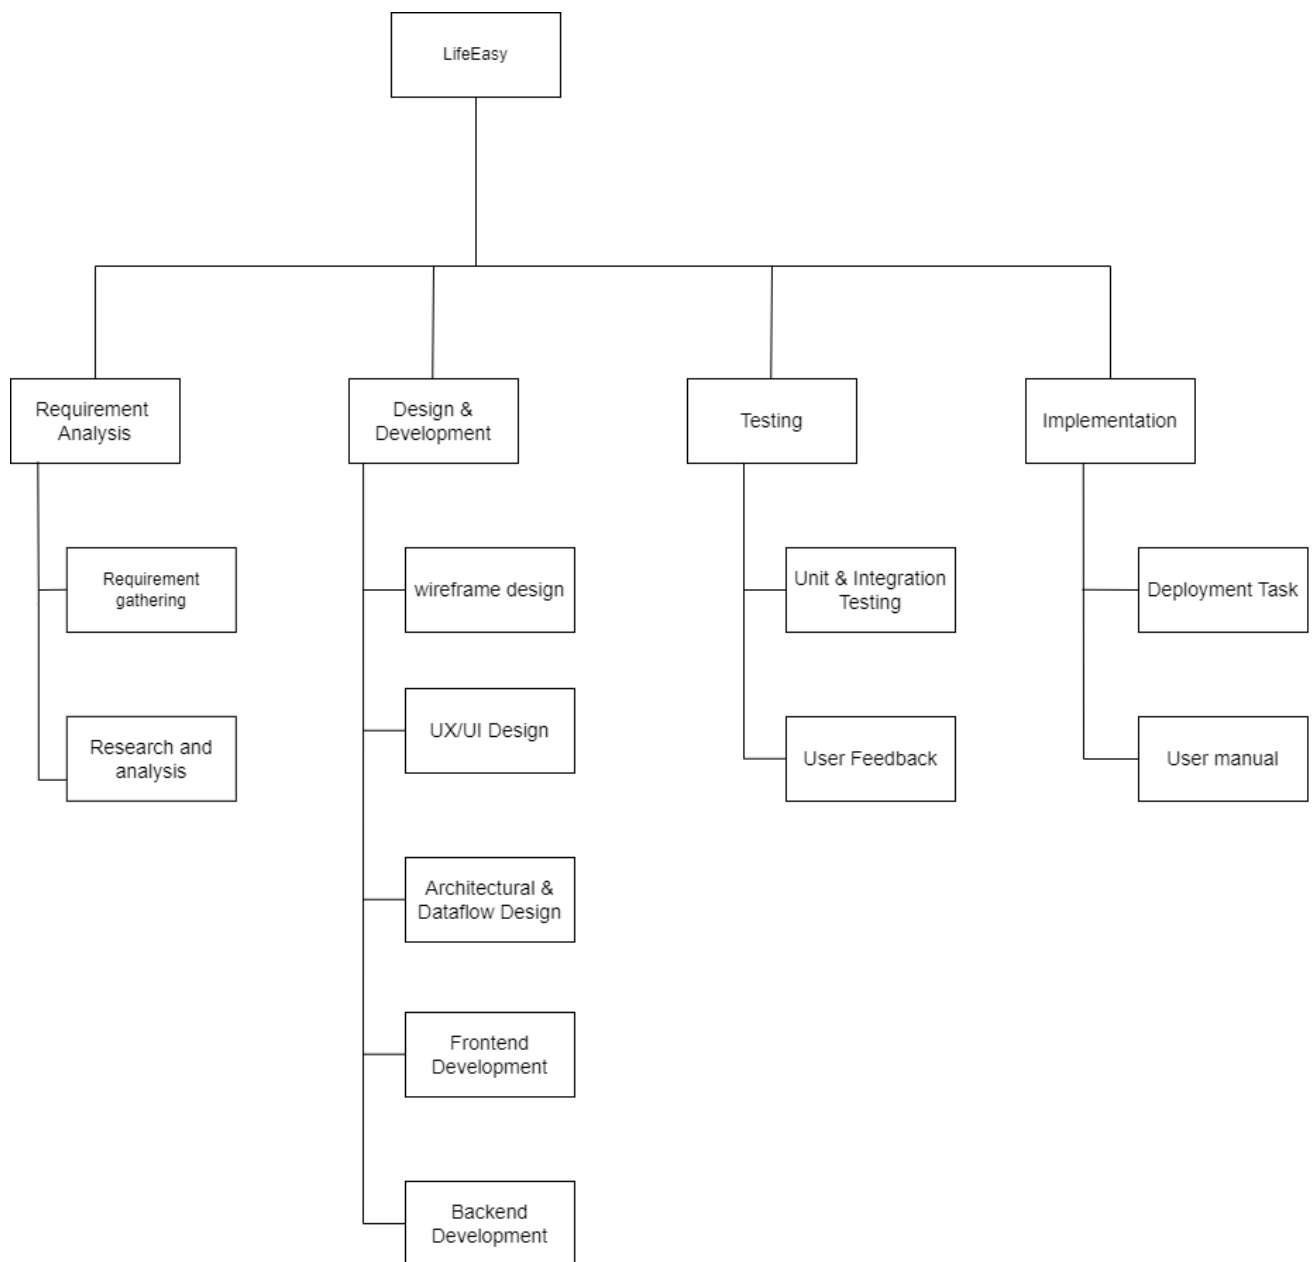 LifeEasy
Requirement
Analysis
Design &
Development
Testing
Implementation
Requirement
gathering
wireframe design
Unit & Integration
Testing
Deployment Task
Research and
analysis
UX/UI Design
User Feedback
User manual
Architectural &
Dataflow Design
Frontend
Development
Backend
Development